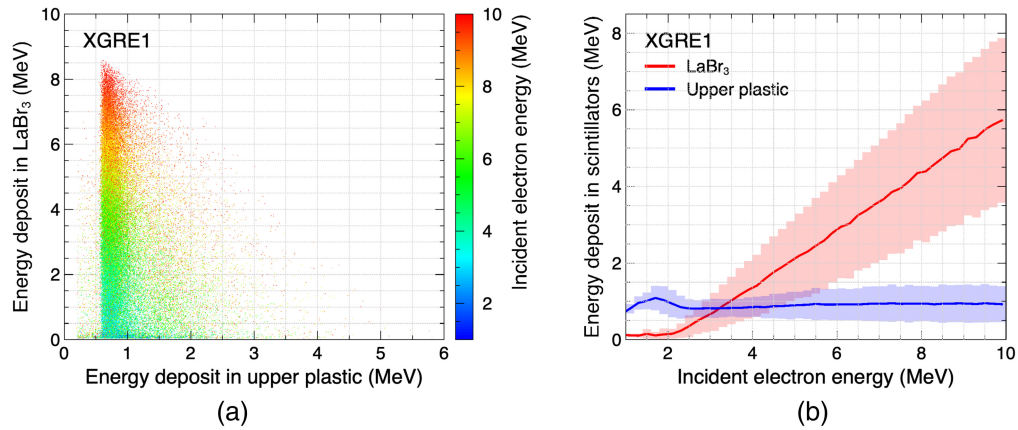 XGRE1
Energy deposit in LaBr₃ (MeV)
10
8
6
4
2
0
0 1 2 3 4 5 6
Energy deposit in upper plastic (MeV)
10
8
6
4
2
Incident electron energy (MeV)
(a)
XGRE1
LaBr₃
Upper plastic
Energy deposit in scintillators (MeV)
8
6
4
2
0
2 4 6 8 10
Incident electron energy (MeV)
(b)